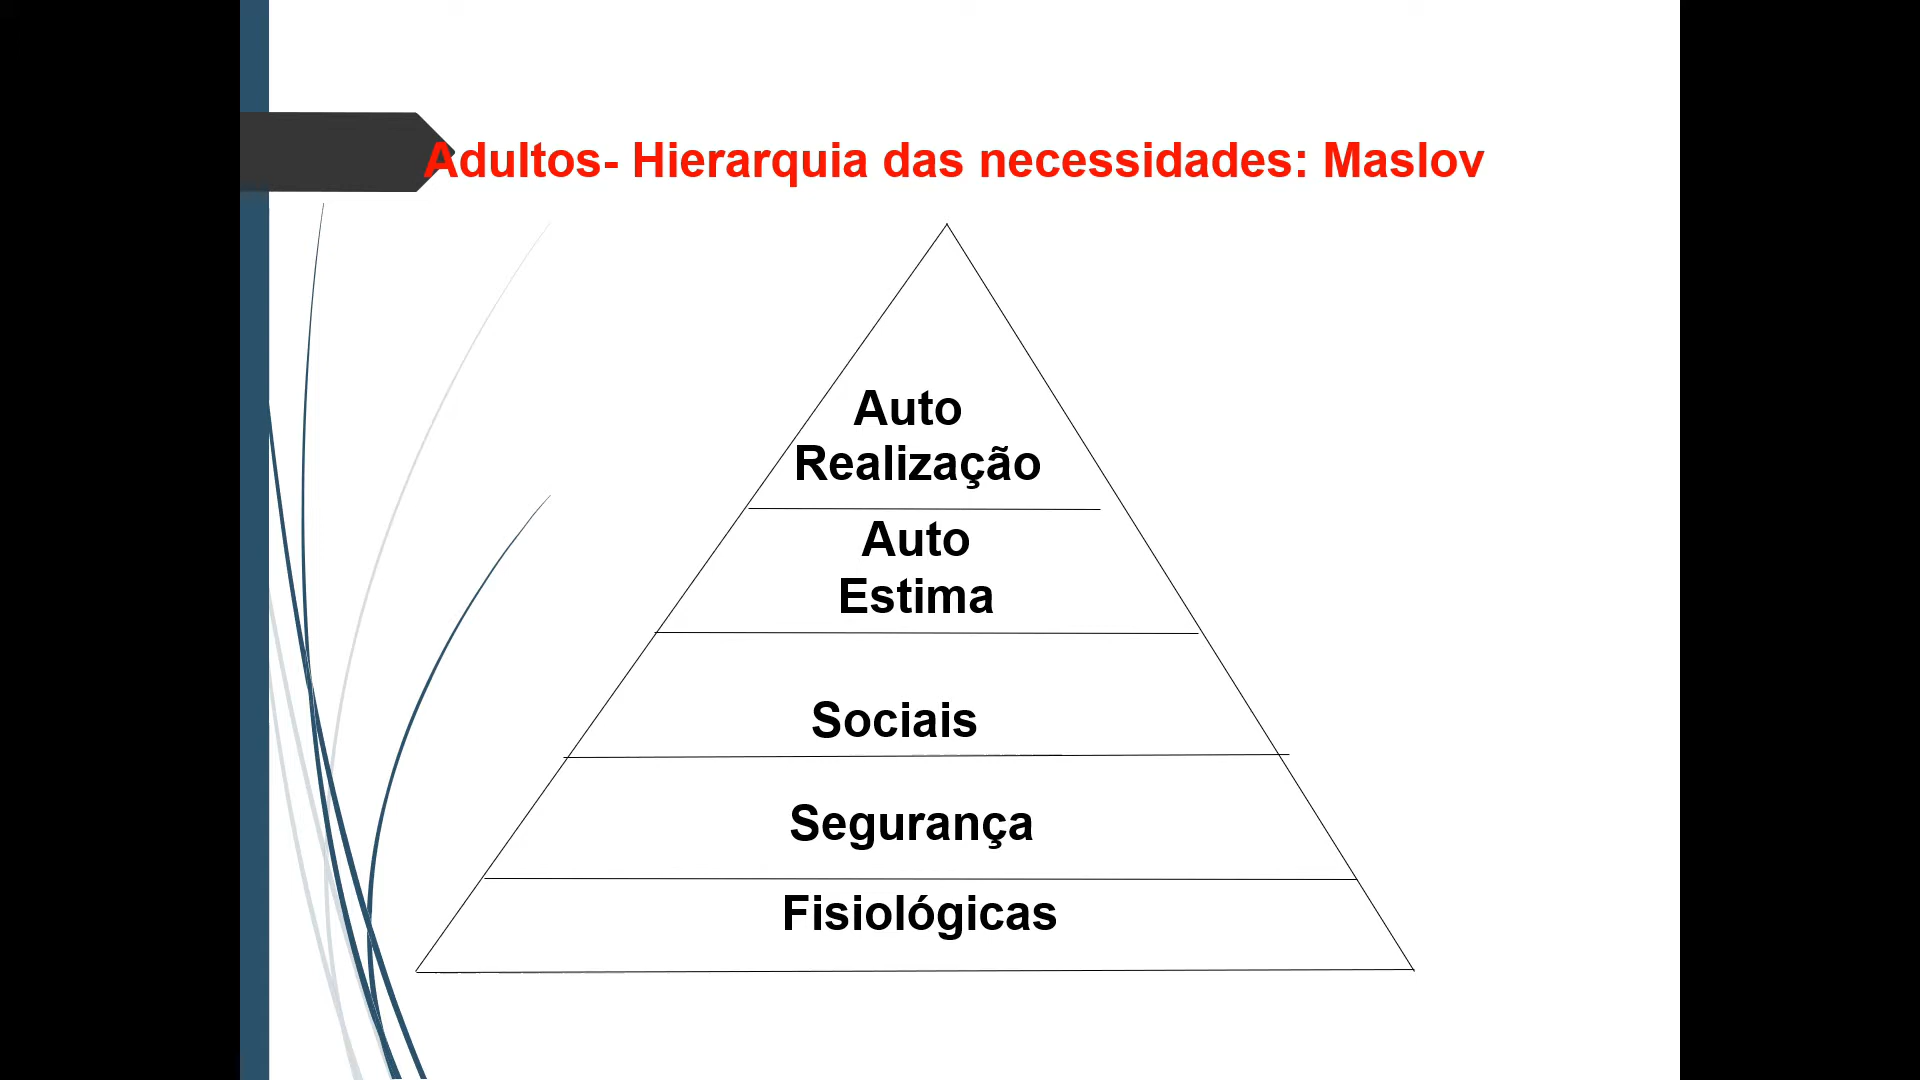 Adultos- Hierarquia das necessidades: Maslov
Auto
Realização
Auto
Estima
Sociais
Segurança
Fisiológicas